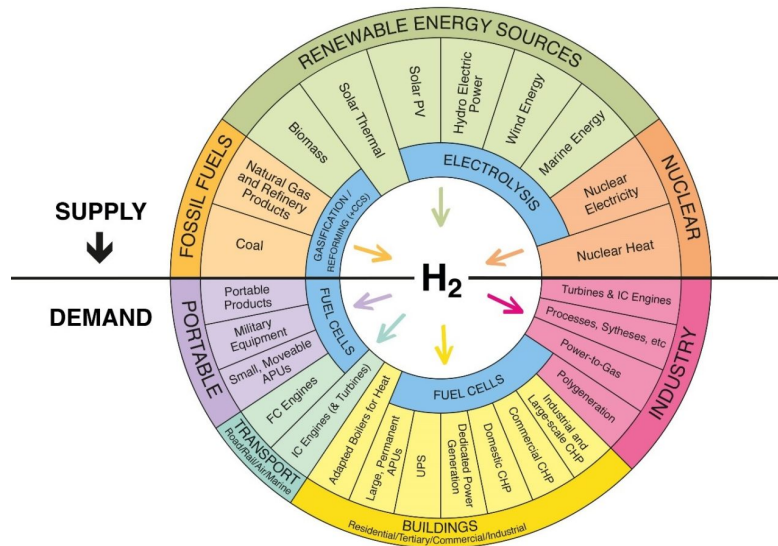 RENEWABLE ENERGY SOURCES
Biomass
Solar Thermal
Solar PV
Hydro Electric
Power
Wind Energy
Marine Energy
FOSSIL FUELS
Natural Gas
and Refinery
Products
Coal
GASIFICATION /
REFORMING (+CCS)
ELECTROLYSIS
NUCLEAR
Nuclear
Electricity
Nuclear Heat
SUPPLY
H2
DEMAND
PORTABLE
Portable
Products
Military
Equipment
Small, Moveable
APUs
FUEL CELLS
TRANSPORT
Road/Rail/Air/Marine
FC Engines
IC Engines (& Turbines)
FUEL CELLS
Adapted Boilers for Heat
Large, Permanent
APUs
UPS
Dedicated Power
Generation
Domestic CHP
Commercial CHP
Industrial and
Large-scale CHP
BUILDINGS
Residential/Tertiary/Commercial/Industrial
Turbines & IC Engines
Processes, Sytheses, etc
Power-to-Gas
Polygeneration
INDUSTRY